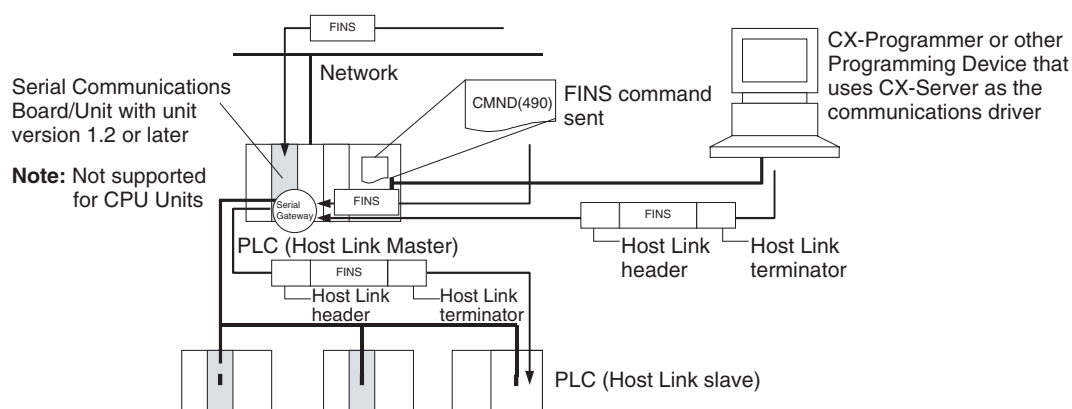 FINS
Network
Serial Communications
Board/Unit with unit
version 1.2 or later
Note: Not supported
for CPU Units
CMND(490)
FINS command
sent
CX-Programmer or other
Programming Device that
uses CX-Server as the
communications driver
Serial
Gateway
FINS
PLC (Host Link Master)
FINS
Host Link
header
Host Link
terminator
FINS
Host Link
header
Host Link
terminator
PLC (Host Link slave)